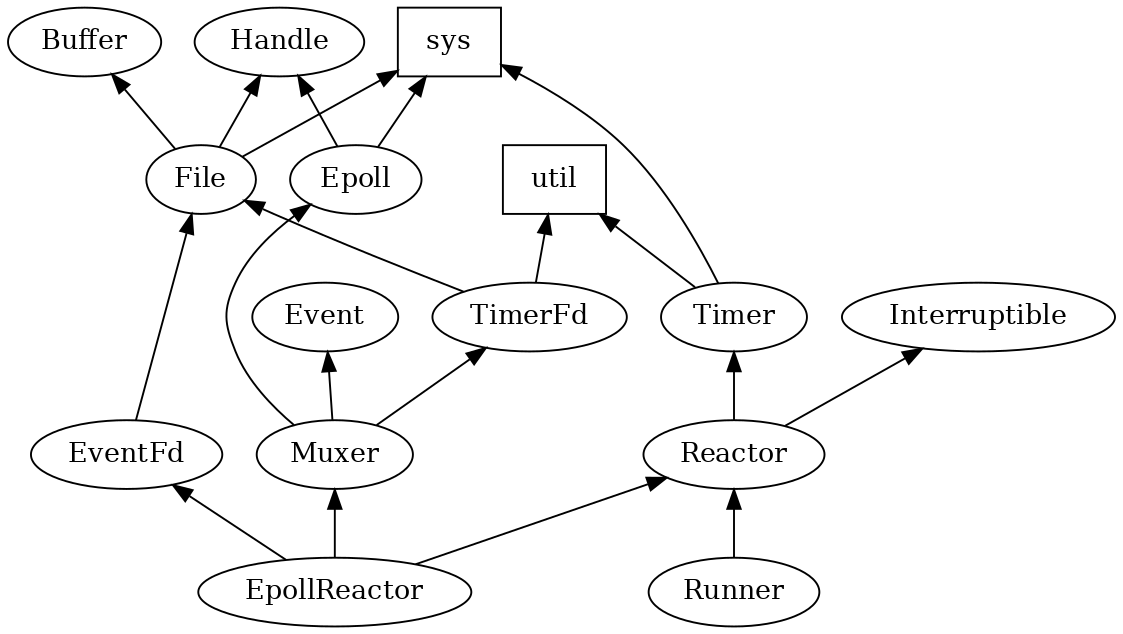 Buffer
Handle
sys
File
Epoll
util
Event
TimerFd
Timer
Interruptible
EventFd
Muxer
Reactor
EpollReactor
Runner